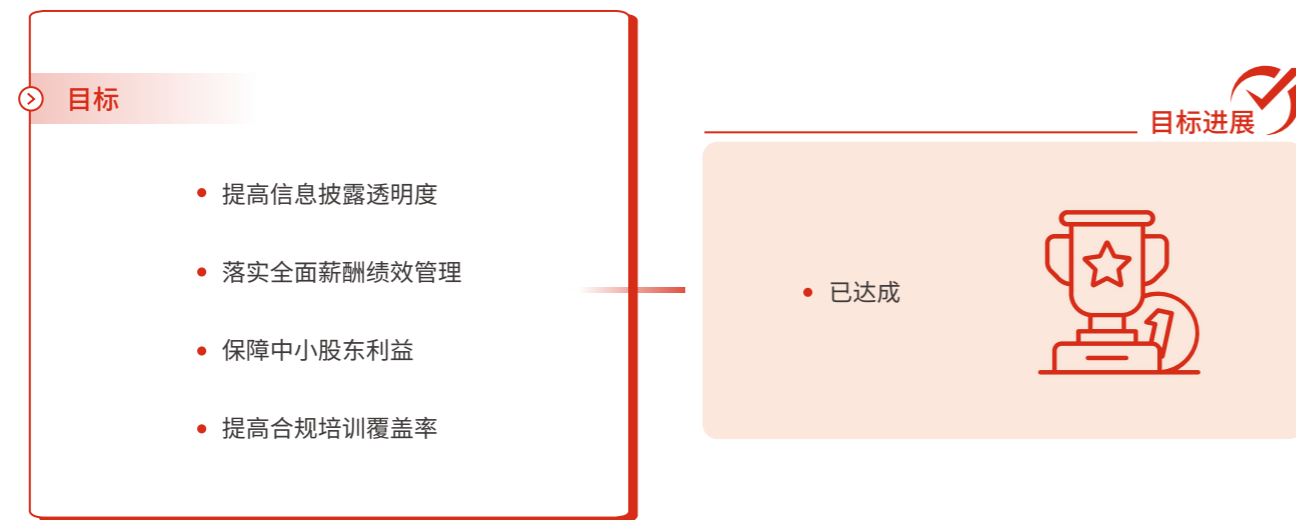 目标
提高信息披露透明度
落实全面薪酬绩效管理
保障中小股东利益
提高合规培训覆盖率
目标进展
已达成
1